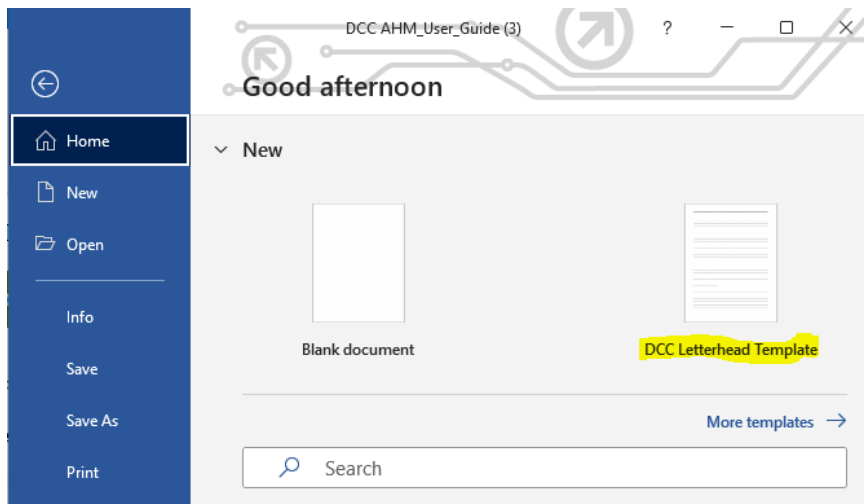 DCC AHM_User_Guide (3)
?
Good afternoon
Home
New
New
Open
Blank document
DCC Letterhead Template
Info
Save
Save As
More templates
Print
Search